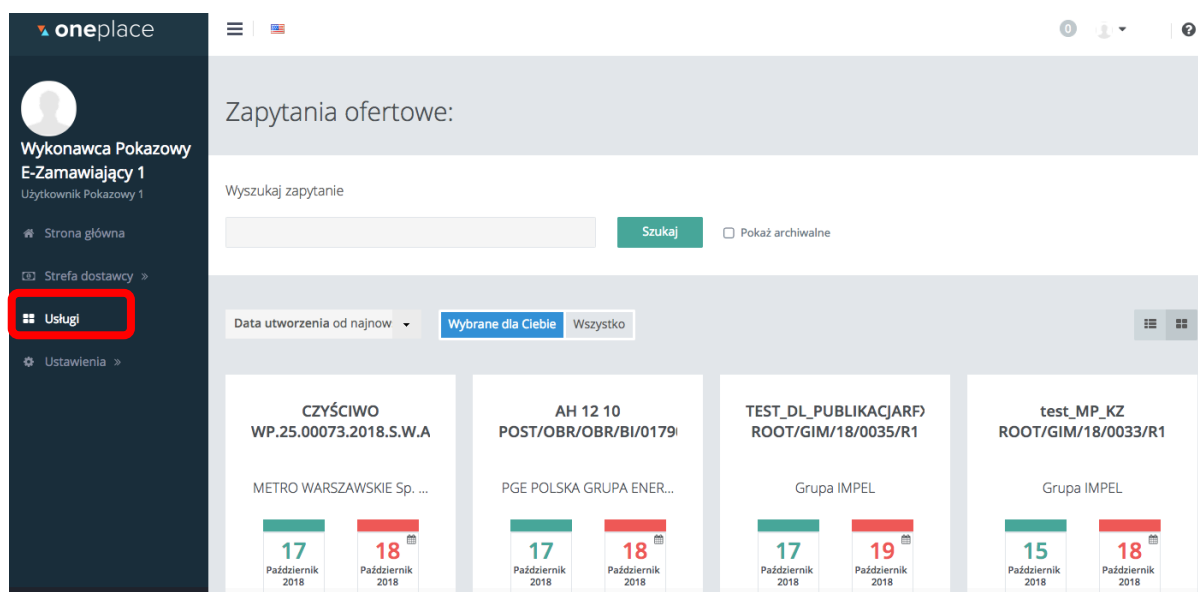 oneplace
0
Wykonawca Pokazowy
E-Zamawiający 1
Użytkownik Pokazowy 1
Strona główna
Strefa dostawcy »
Usługi
Ustawienia »
Zapytania ofertowe:
Wyszukaj zapytanie
Szukaj
Pokaż archiwalne
Data utworzenia od najnow
Wybrane dla Ciebie
Wszystko
CZYŚCIWO
WP.25.00073.2018.S.W.A
METRO WARSZAWSKIE Sp. ...
17
Październik
2018
18
Październik
2018
AH 12 10
POST/OBR/OBR/BI/0179
PGE POLSKA GRUPA ENER...
17
Październik
2018
18
Październik
2018
TEST_DL_PUBLIKACJARFX
ROOT/GIM/18/0035/R1
Grupa IMPEL
17
Październik
2018
19
Październik
2018
test_MP_KZ
ROOT/GIM/18/0033/R1
Grupa IMPEL
15
Październik
2018
18
Październik
2018